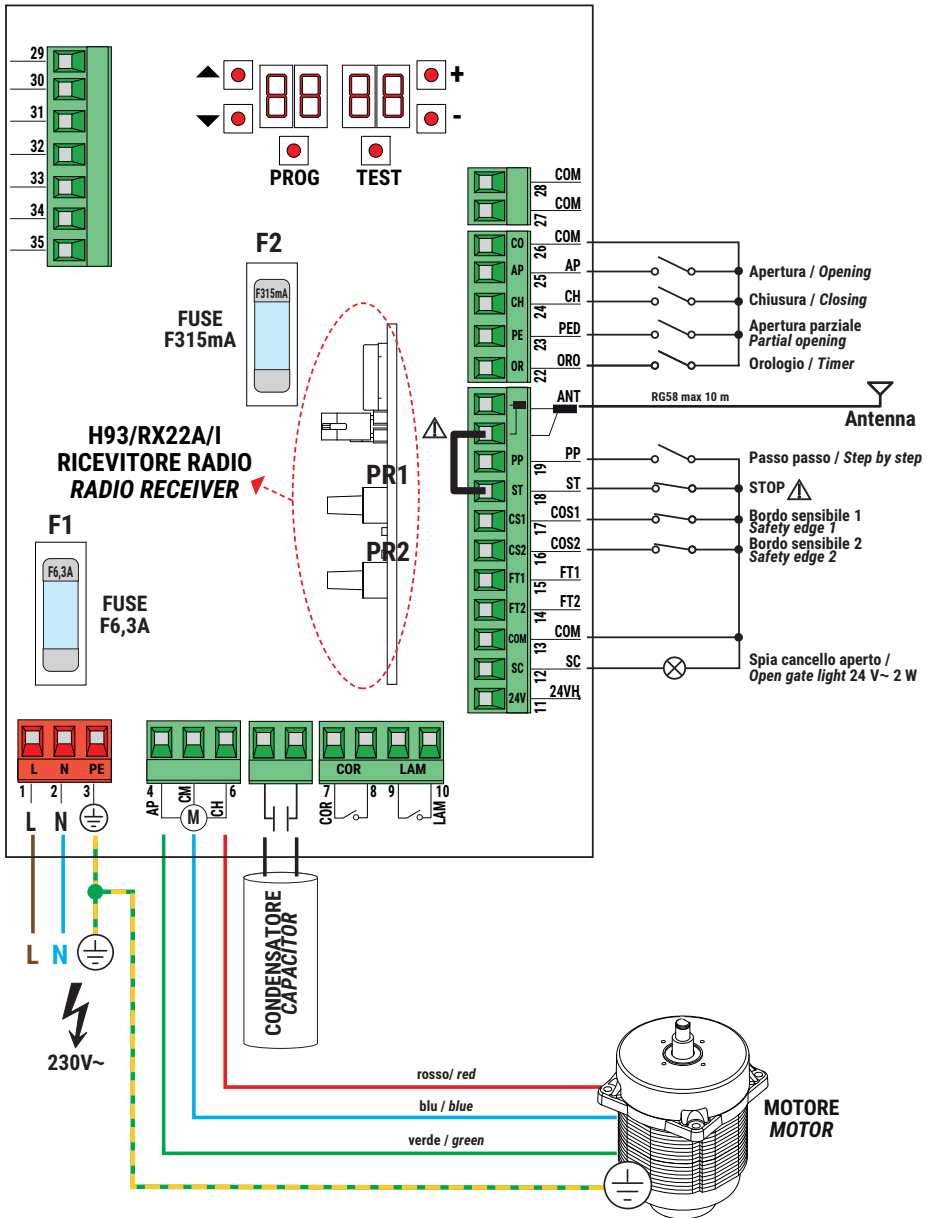 29
30
31
32
33
34
35
+
-
PROG
TEST
COM
28
COM
27
CO
COM
26
AP
AP
25
CH
CH
24
PE
PED
23
OR
ORO
22
Apertura / Opening
Chiusura / Closing
Apertura parziale
Partial opening
Orologio / Timer
F2
F315mA
FUSE
F315mA
ANT
RG58 max 10 m
Antenna
H93/RX22A/I
RICEVITORE RADIO
RADIO RECEIVER
PR1
PR2
PP
PP
19
ST
ST
18
CS1
COS1
17
CS2
COS2
16
FT1
FT1
15
FT2
FT2
14
COM
COM
13
SC
SC
12
24V
24VH
11
Passo passo / Step by step
STOP
Bordo sensibile 1
Safety edge 1
Bordo sensibile 2
Safety edge 2
Spia cancello aperto /
Open gate light 24 V~ 2 W
F1
F6,3A
FUSE
F6,3A
L
N
PE
1
2
3
L
N
L
N
230V~
4
AP
CM
6
CH
M
COR
LAM
7
COR
8
9
10
LAM
CONDENSATORE
CAPACITOR
rosso/ red
blu / blue
verde / green
MOTORE
MOTOR